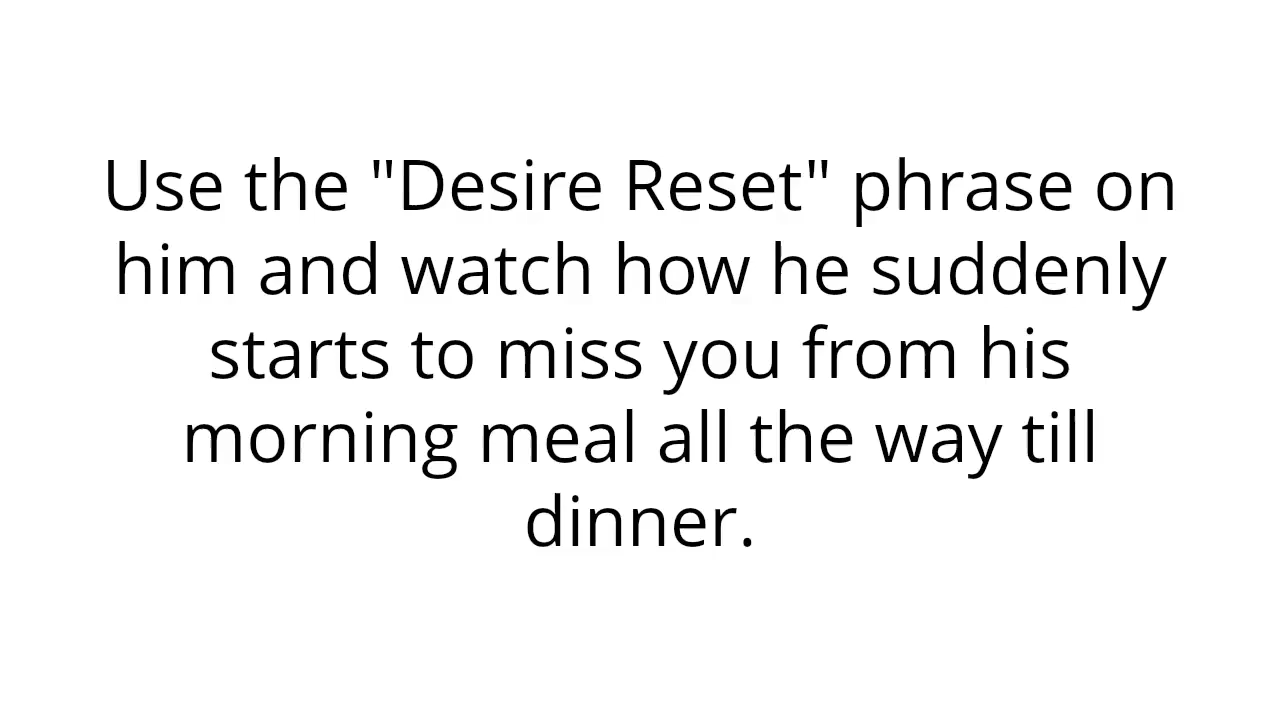 Use the "Desire Reset" phrase on
him and watch how he suddenly
starts to miss you from his
morning meal all the way till
dinner.